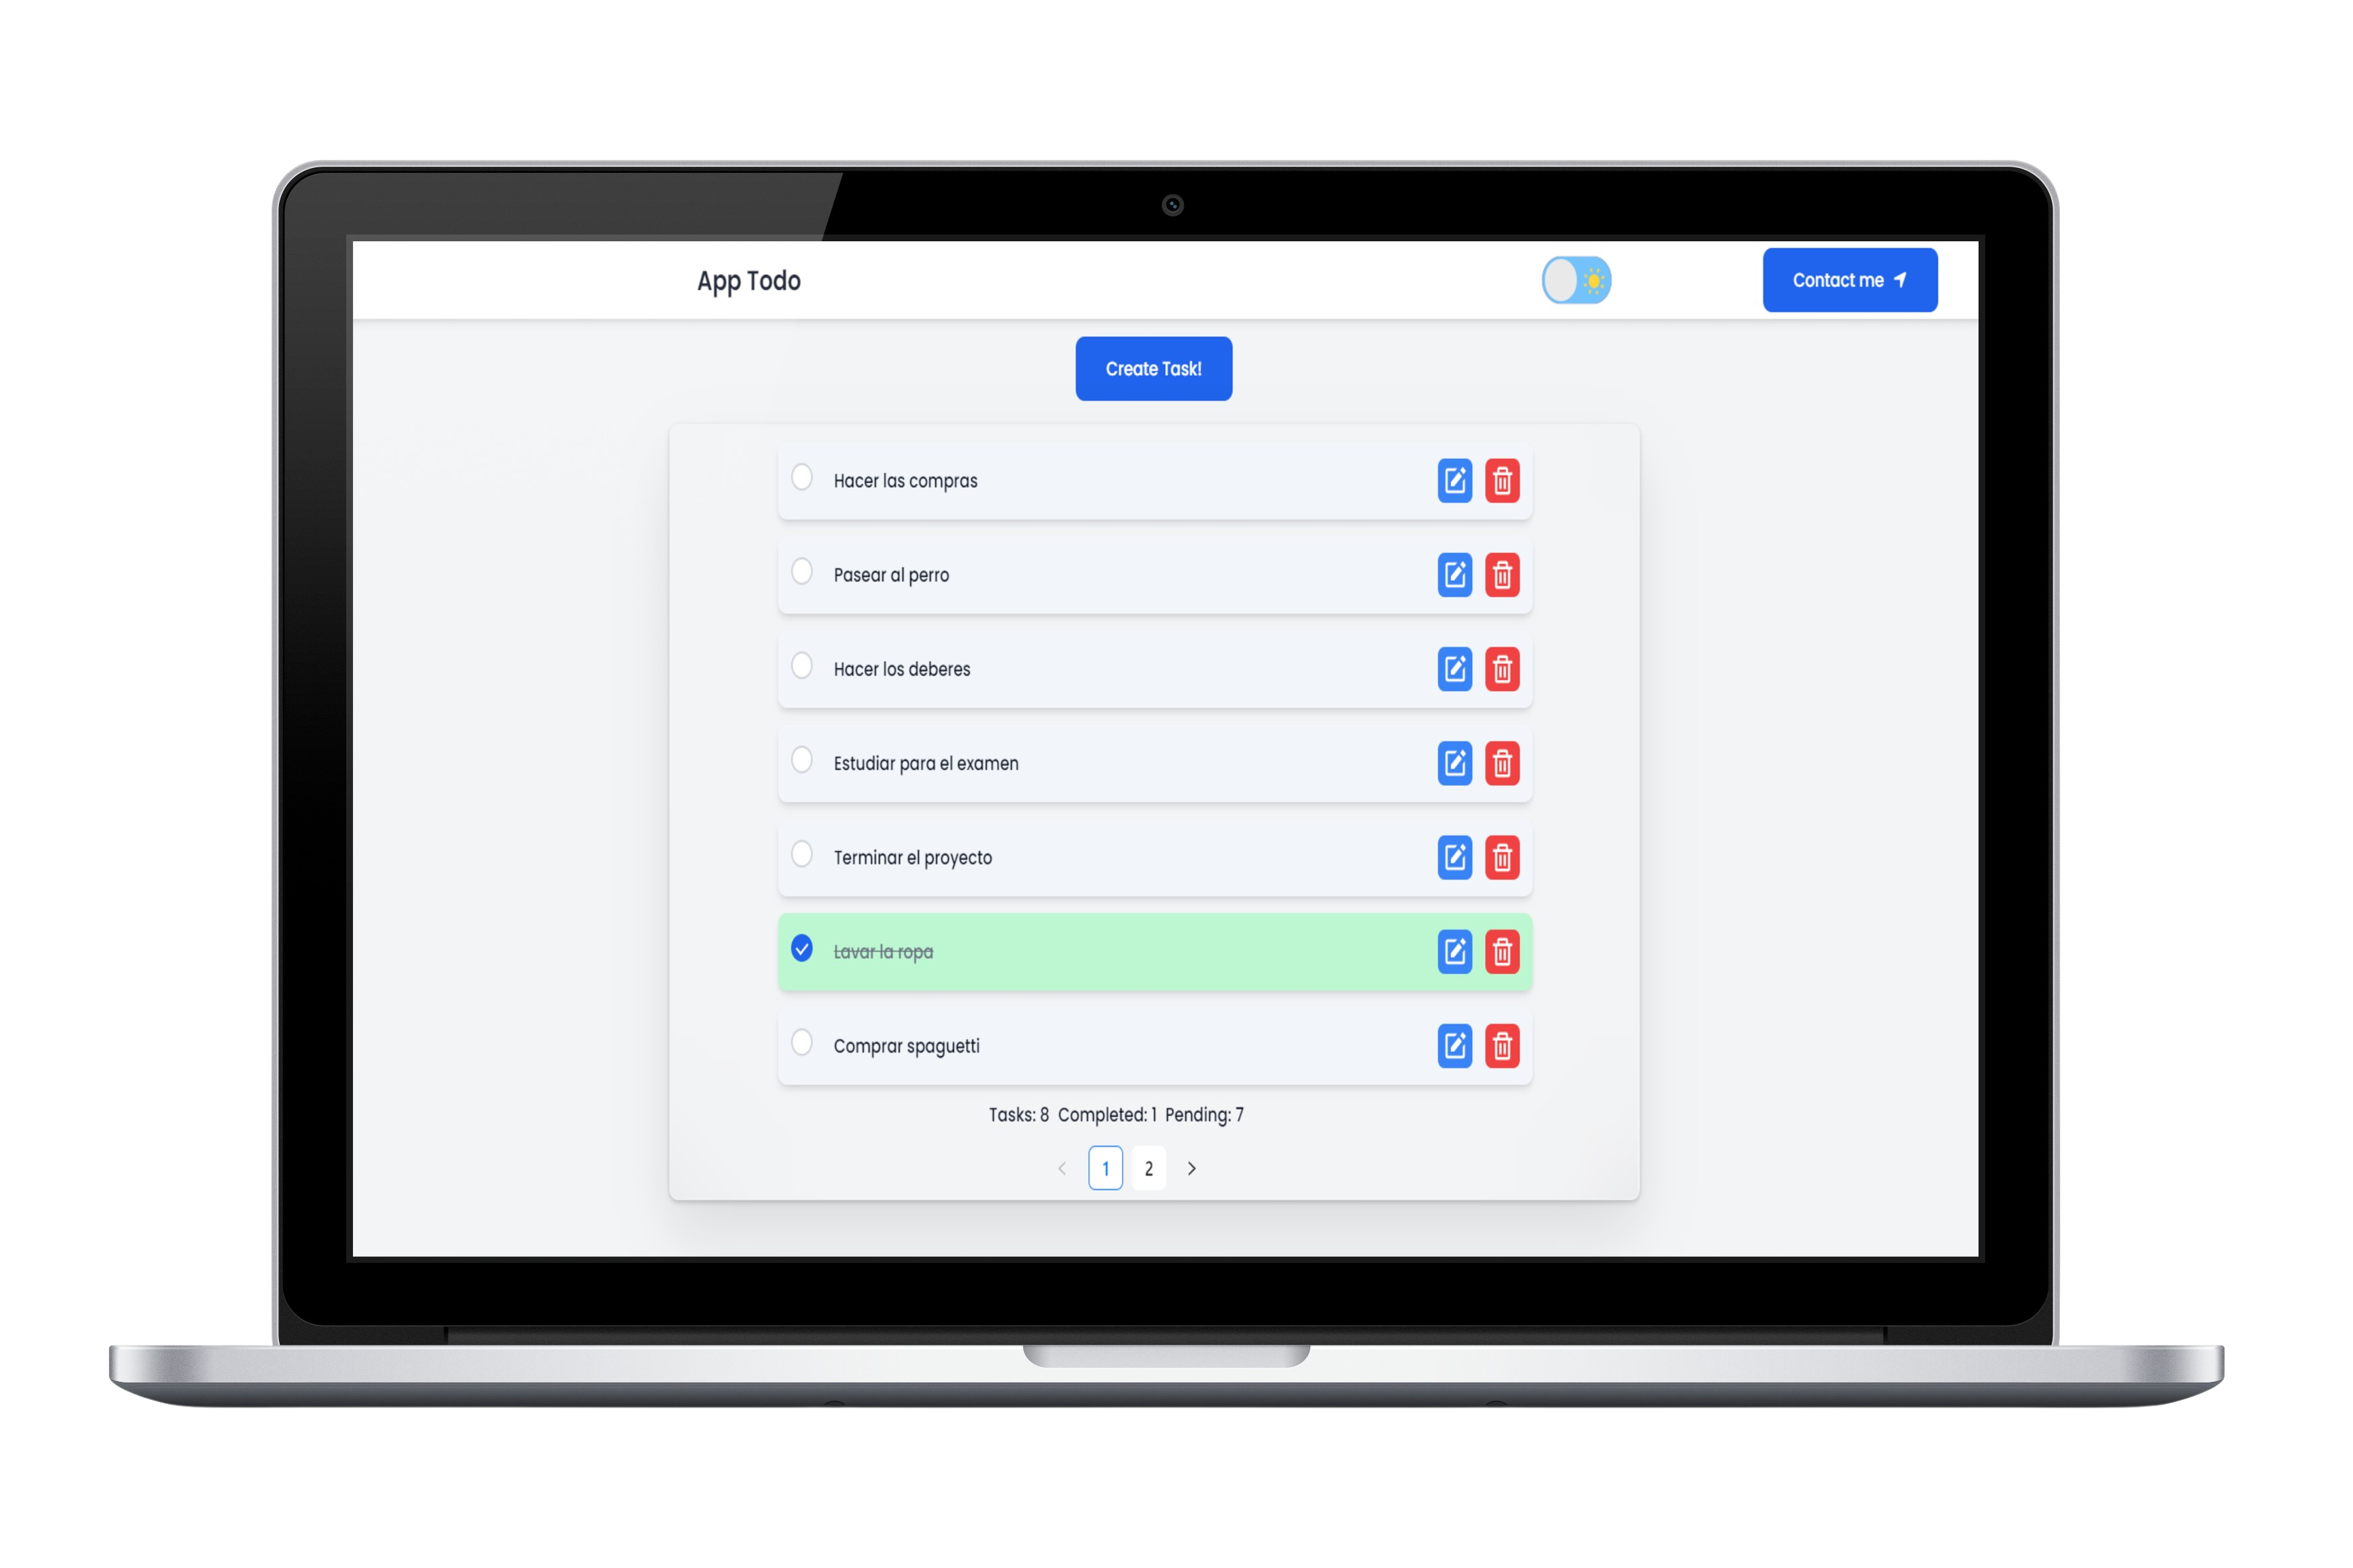 App Todo
Contact me
Create Task!
Hacer las compras
Pasear al perro
Hacer los deberes
Estudiar para el examen
Terminar el proyecto
Lavar la ropa
Comprar spaguetti
Tasks: 8 Completed: 1 Pending: 7
1 2